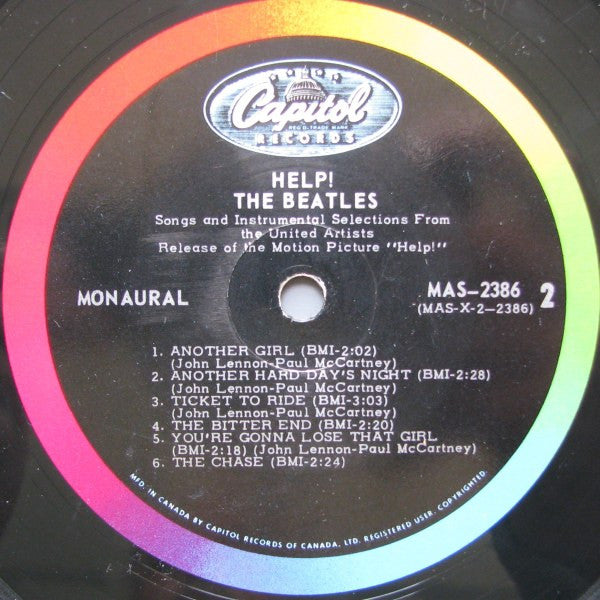 Capitol
REG'D. TRADE MARK
RECORDS
HELP!
THE BEATLES
Songs and Instrumental Selections From
the United Artists
Release of the Motion Picture "Help!"
MONAURAL
MAS-2386 2
(MAS-X-2-2386)
1. ANOTHER GIRL (BMI-2:02)
(John Lennon-Paul McCartney)
2. ANOTHER HARD DAY'S NIGHT (BMI-2:28)
(John Lennon-Paul McCartney)
3. TICKET TO RIDE (BMI-3:03)
(John Lennon-Paul McCartney)
4. THE BITTER END (BMI-2:20)
5. YOU'RE GONNA LOSE THAT GIRL
(BMI-2:18) (John Lennon-Paul McCartney)
6. THE CHASE (BMI-2:24)
MFD. IN CANADA BY CAPITOL RECORDS OF CANADA, LTD. REGISTERED USER. COPYRIGHTED.